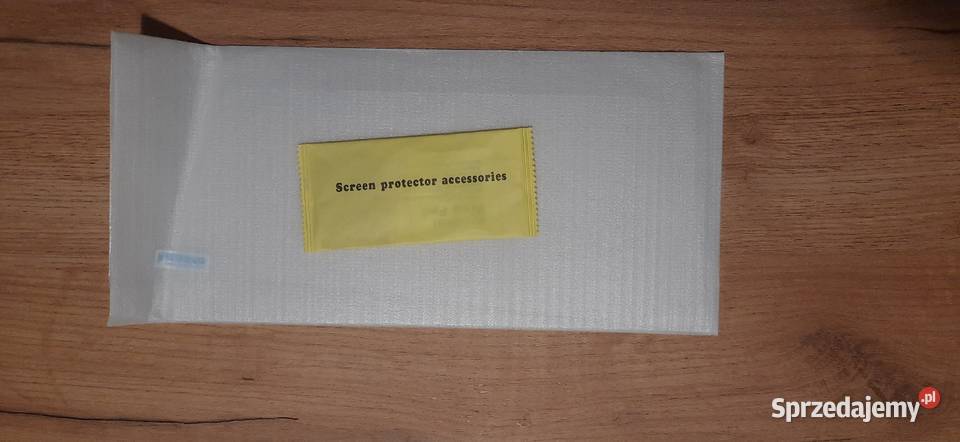 Screen protector accessories
Sprzedajemy.pl